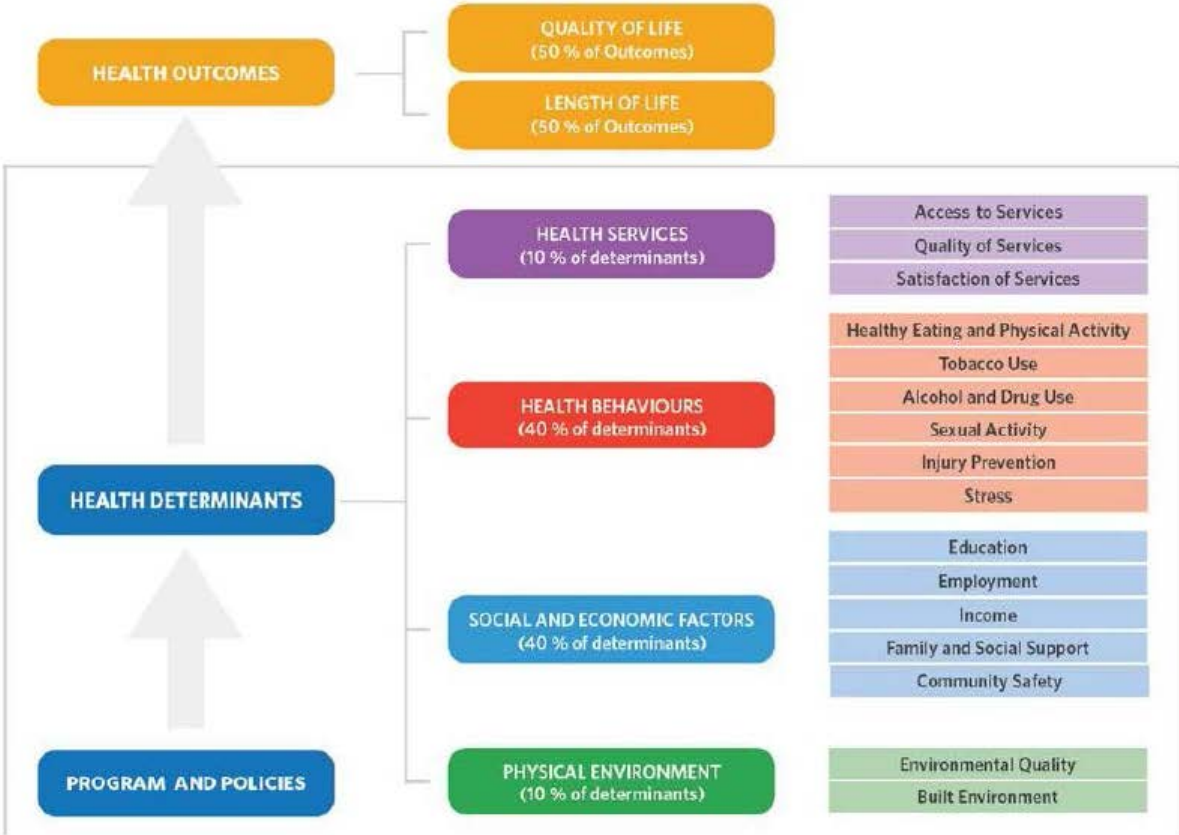 HEALTH OUTCOMES
QUALITY OF LIFE
(50 % of Outcomes)
LENGTH OF LIFE
(50 % of Outcomes)
HEALTH DETERMINANTS
PROGRAM AND POLICIES
HEALTH SERVICES
(10 % of determinants)
Access to Services
Quality of Services
Satisfaction of Services
HEALTH BEHAVIOURS
(40 % of determinants)
Healthy Eating and Physical Activity
Tobacco Use
Alcohol and Drug Use
Sexual Activity
Injury Prevention
Stress
SOCIAL AND ECONOMIC FACTORS
(40 % of determinants)
Education
Employment
Income
Family and Social Support
Community Safety
PHYSICAL ENVIRONMENT
(10 % of determinants)
Environmental Quality
Built Environment